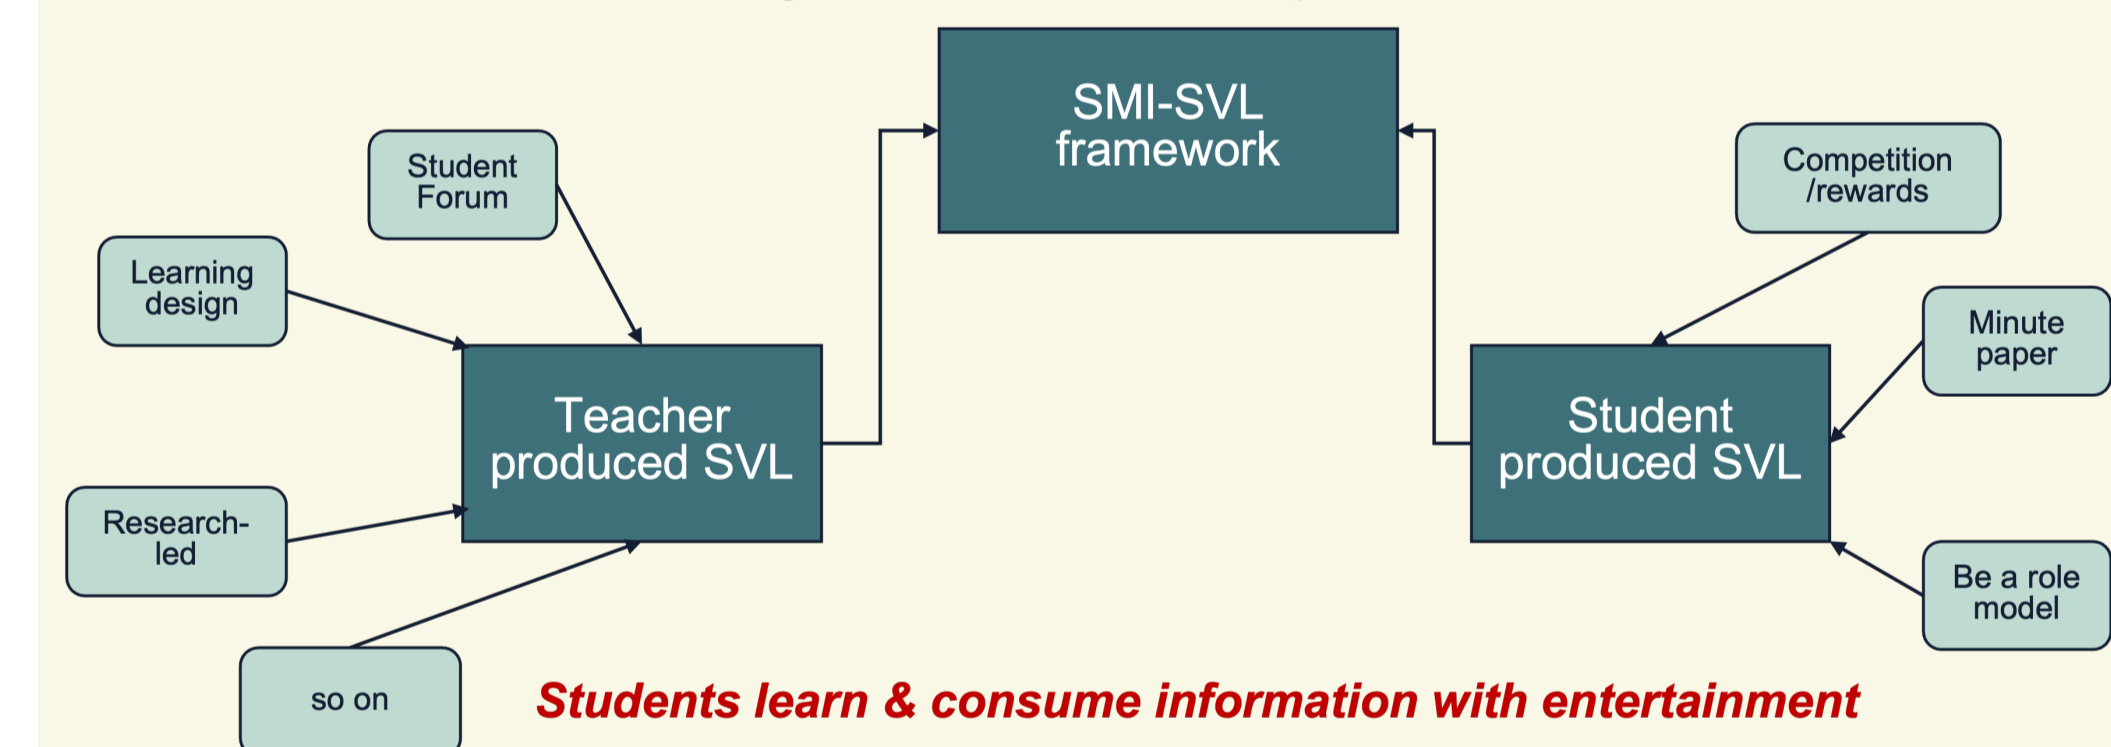 SMI-SVL
framework
Student
Forum
Learning
design
Teacher
produced SVL
Research-
led
so on
Competition
/rewards
Minute
paper
Student
produced SVL
Be a role
model
Students learn & consume information with entertainment